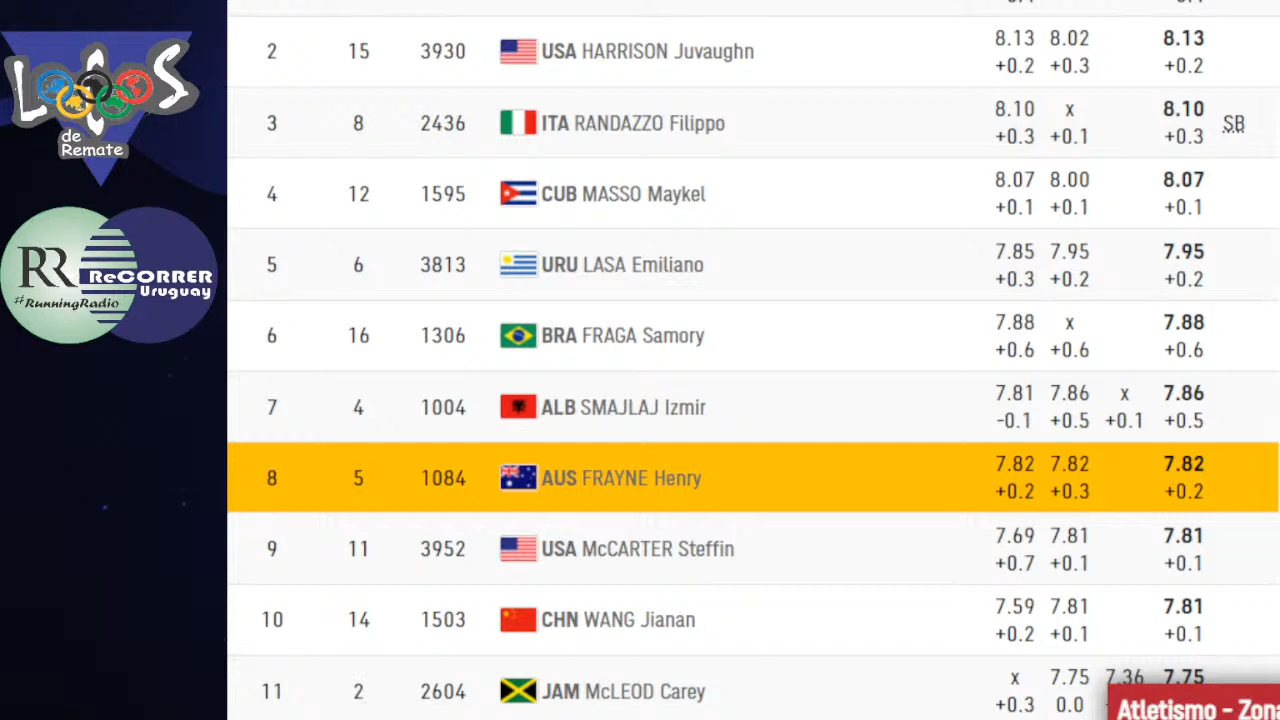 LOROS
de
Remate
RR
#RunningRadio
ReCORRER
Uruguay
2 15 3930 USA HARRISON Juvaughn 8.13 8.02 8.13
+0.2 +0.3 +0.2
3 8 2436 ITA RANDAZZO Filippo 8.10 x 8.10 SB
+0.3 +0.1 +0.3
4 12 1595 CUB MASSO Maykel 8.07 8.00 8.07
+0.1 +0.1 +0.1
5 6 3813 URU LASA Emiliano 7.85 7.95 7.95
+0.3 +0.2 +0.2
6 16 1306 BRA FRAGA Samory 7.88 x 7.88
+0.6 +0.6 +0.6
7 4 1004 ALB SMAJLAJ Izmir 7.81 7.86 x 7.86
-0.1 +0.5 +0.1 +0.5
8 5 1084 AUS FRAYNE Henry 7.82 7.82 7.82
+0.2 +0.3 +0.2
9 11 3952 USA McCARTER Steffin 7.69 7.81 7.81
+0.7 +0.1 +0.1
10 14 1503 CHN WANG Jianan 7.59 7.81 7.81
+0.2 +0.1 +0.1
11 2 2604 JAM McLEOD Carey x 7.75 7.36 7.75
+0.3 0.0
Atletismo - Zona